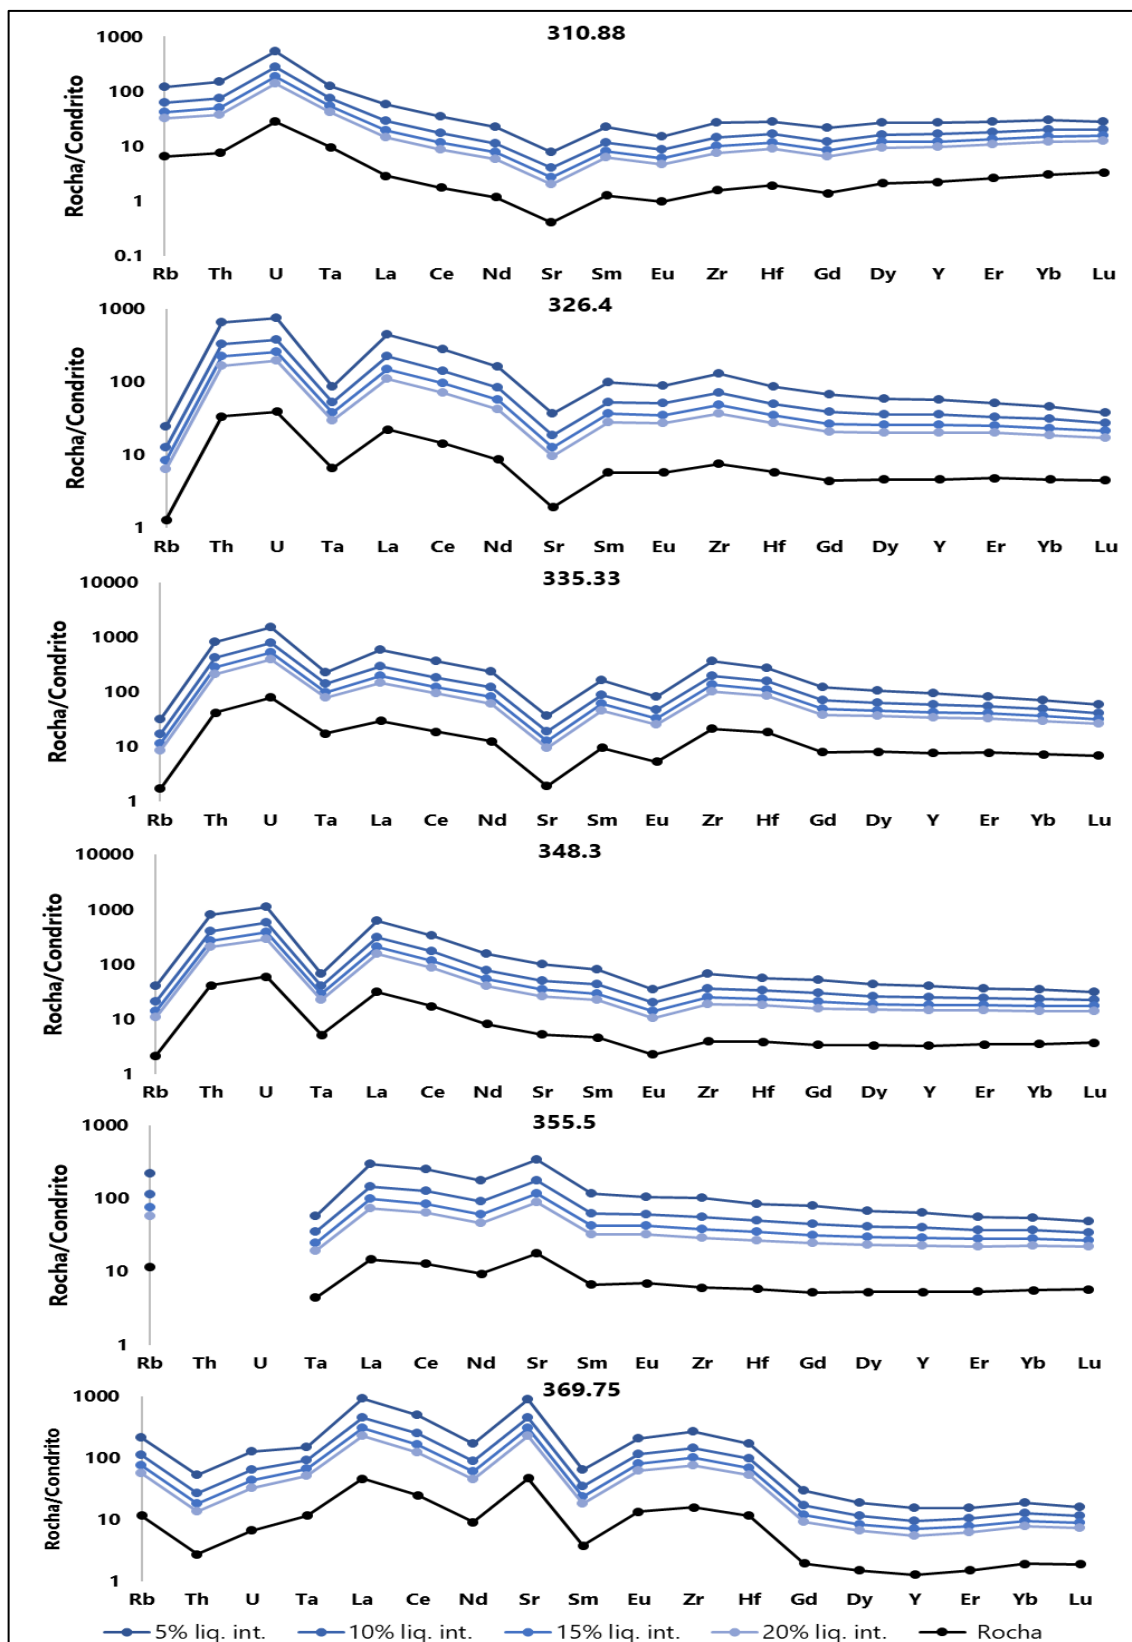 310.88
Rocha/Condrito
1000
100
10
1
0.1
Rb Th U Ta La Ce Nd Sr Sm Eu Zr Hf Gd Dy Y Er Yb Lu
326.4
Rocha/Condrito
1000
100
10
1
Rb Th U Ta La Ce Nd Sr Sm Eu Zr Hf Gd Dy Y Er Yb Lu
335.33
Rocha/Condrito
10000
1000
100
10
1
Rb Th U Ta La Ce Nd Sr Sm Eu Zr Hf Gd Dy Y Er Yb Lu
348.3
Rocha/Condrito
10000
1000
100
10
1
Rb Th U Ta La Ce Nd Sr Sm Eu Zr Hf Gd Dy Y Er Yb Lu
355.5
Rocha/Condrito
1000
100
10
1
Rb Th U Ta La Ce Nd Sr Sm Eu Zr Hf Gd Dy Y Er Yb Lu
369.75
Rocha/Condrito
1000
100
10
1
Rb Th U Ta La Ce Nd Sr Sm Eu Zr Hf Gd Dy Y Er Yb Lu
5% liq. int. 10% liq. int. 15% liq. int. 20% liq. int. Rocha